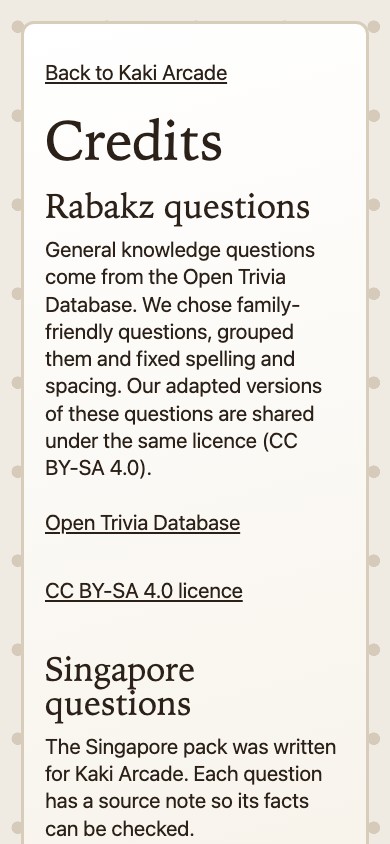 Back to Kaki Arcade
Credits
Rabakz questions
General knowledge questions
come from the Open Trivia
Database. We chose family-
friendly questions, grouped
them and fixed spelling and
spacing. Our adapted versions
of these questions are shared
under the same licence (CC
BY-SA 4.0).
Open Trivia Database
CC BY-SA 4.0 licence
Singapore
questions
The Singapore pack was written
for Kaki Arcade. Each question
has a source note so its facts
can be checked.